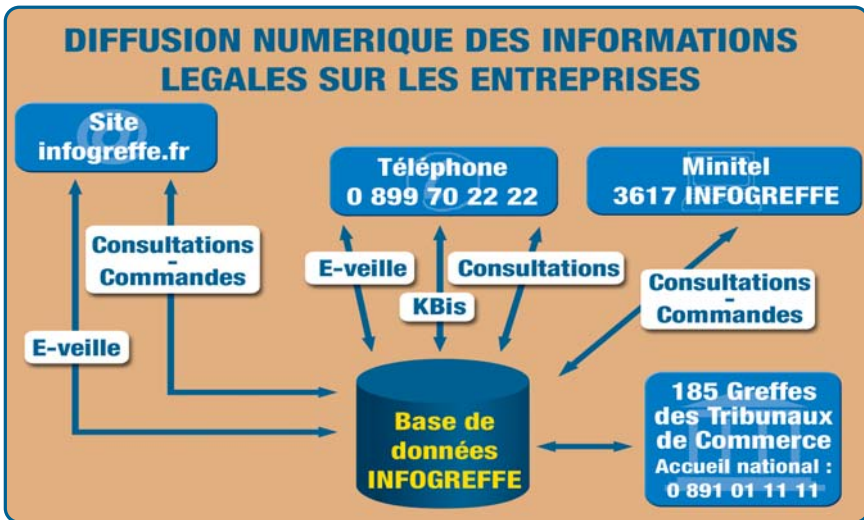 DIFFUSION NUMERIQUE DES INFORMATIONS
LEGALES SUR LES ENTREPRISES
Site
infogreffe.fr
Téléphone
0 899 70 22 22
Minitel
3617 INFOGREFFE
Consultations
-
Commandes
E-veille
E-veille
KBis
Consultations
Consultations
-
Commandes
Base de
données
INFOGREFFE
185 Greffes
des Tribunaux
de Commerce
Accueil national :
0 891 01 11 11